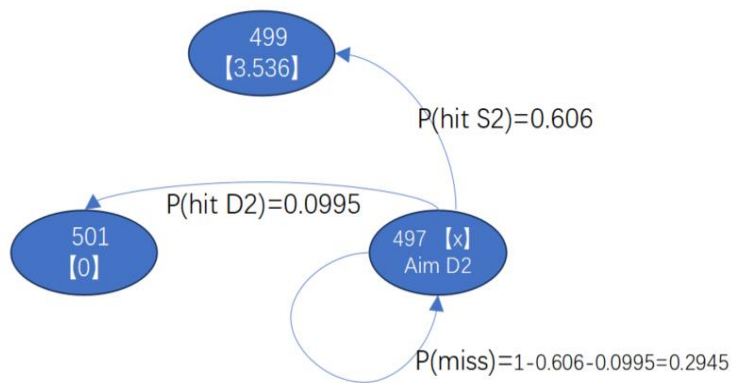 499
【3.536】
P(hit S2)=0.606
P(hit D2)=0.0995
501
【0】
497 【x】
Aim D2
P(miss)=1-0.606-0.0995=0.2945